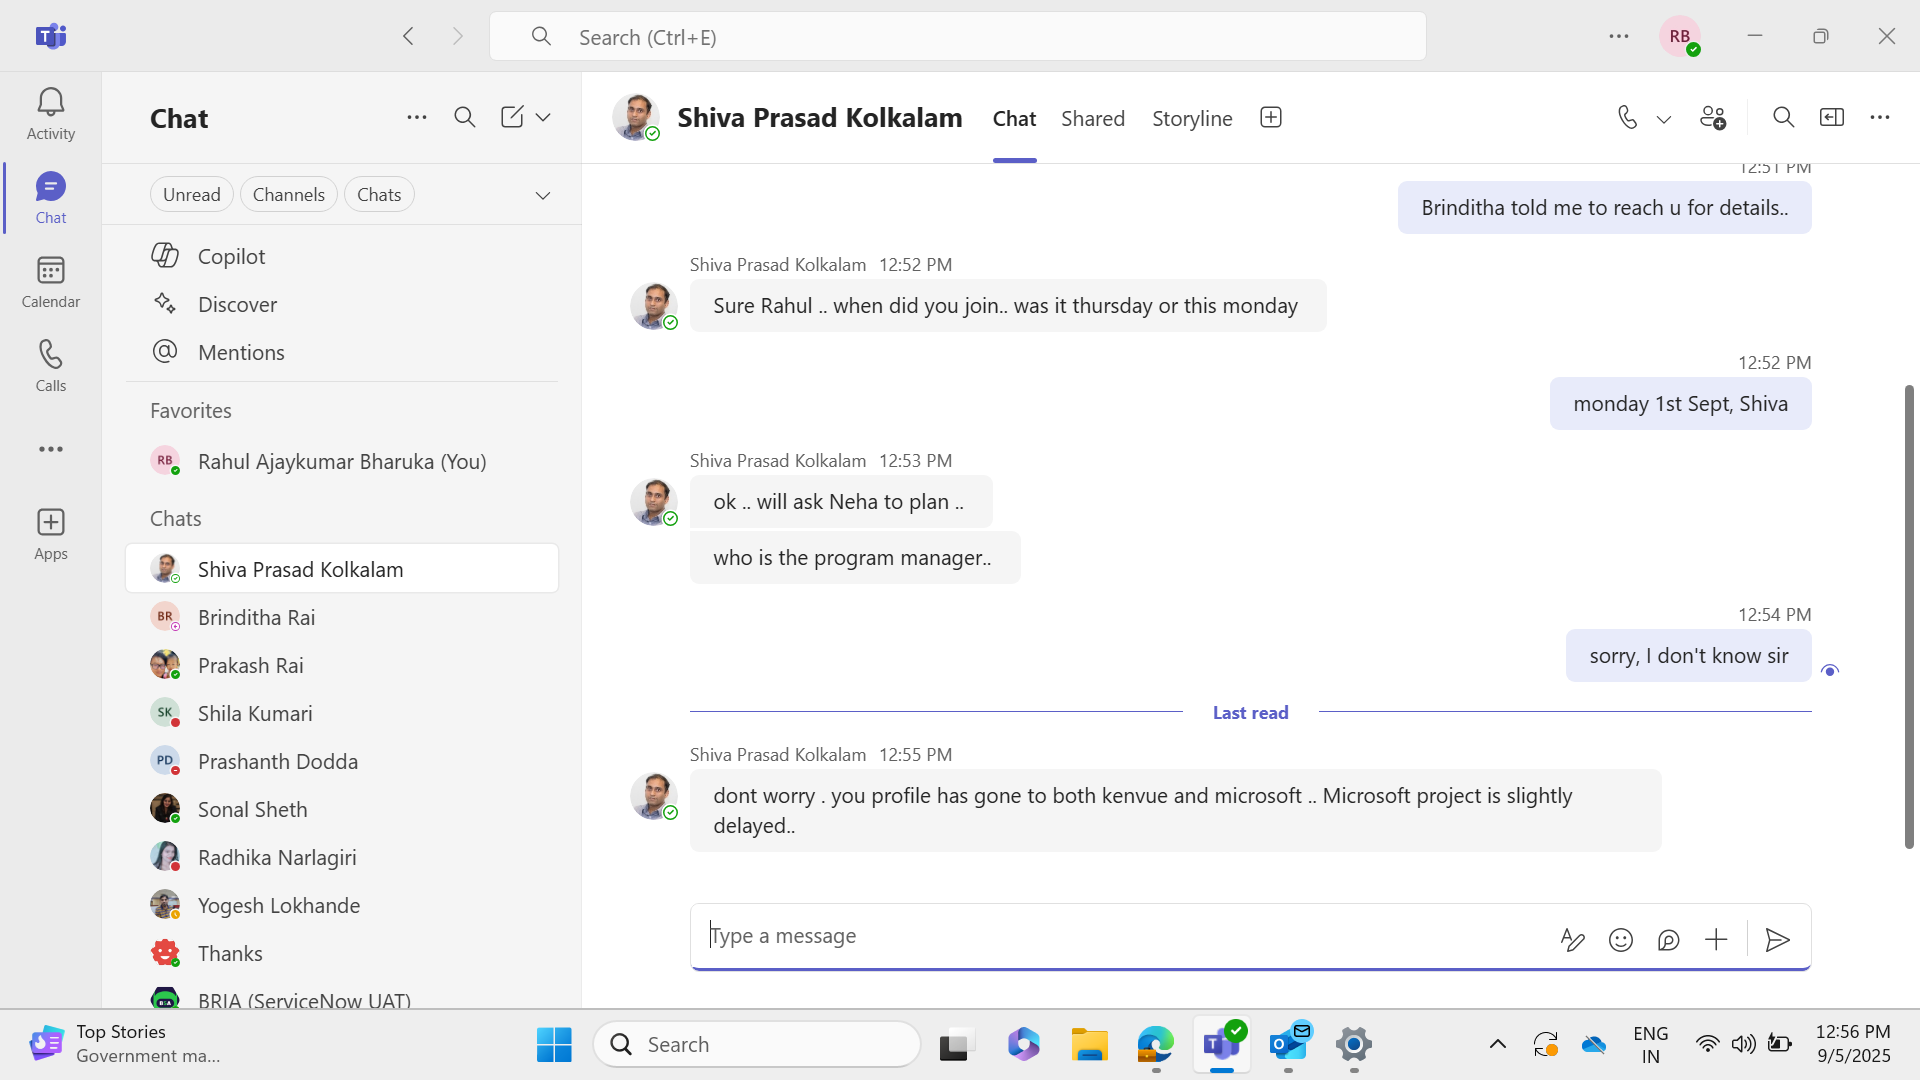 Search (Ctrl+E)
RB
Activity
Chat
Calendar
Calls
Apps
Chat
Unread
Channels
Chats
Copilot
Discover
Mentions
Favorites
RB
Rahul Ajaykumar Bharuka (You)
Chats
Shiva Prasad Kolkalam
BR
Brinditha Rai
Prakash Rai
SK
Shila Kumari
PD
Prashanth Dodda
Sonal Sheth
Radhika Narlagiri
Yogesh Lokhande
Thanks
BRIA (ServiceNow UAT)
Shiva Prasad Kolkalam
Chat
Shared
Storyline
12:51 PM
Brinditha told me to reach u for details..
Shiva Prasad Kolkalam 12:52 PM
Sure Rahul .. when did you join.. was it thursday or this monday
12:52 PM
monday 1st Sept, Shiva
Shiva Prasad Kolkalam 12:53 PM
ok .. will ask Neha to plan ..
who is the program manager..
12:54 PM
sorry, I don't know sir
Last read
Shiva Prasad Kolkalam 12:55 PM
dont worry . you profile has gone to both kenvue and microsoft .. Microsoft project is slightly
delayed..
Type a message
Top Stories
Government ma...
Search
ENG
IN
12:56 PM
9/5/2025